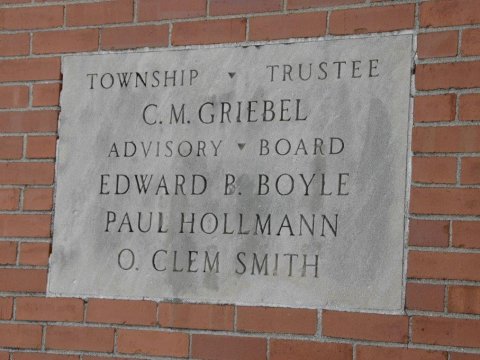 TOWNSHIP ▾ TRUSTEE
C. M. GRIEBEL
ADVISORY ▾ BOARD
EDWARD B. BOYLE
PAUL HOLLMANN
O. CLEM SMITH